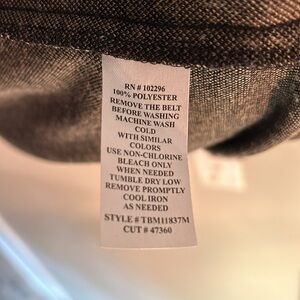 RN # 102296
100% POLYESTER
REMOVE THE BELT
BEFORE WASHING
MACHINE WASH
COLD
WITH SIMILAR
COLORS
USE NON-CHLORINE
BLEACH ONLY
WHEN NEEDED
TUMBLE DRY LOW
REMOVE PROMPTLY
COOL IRON
AS NEEDED
STYLE # TBM11837M
CUT # 47360